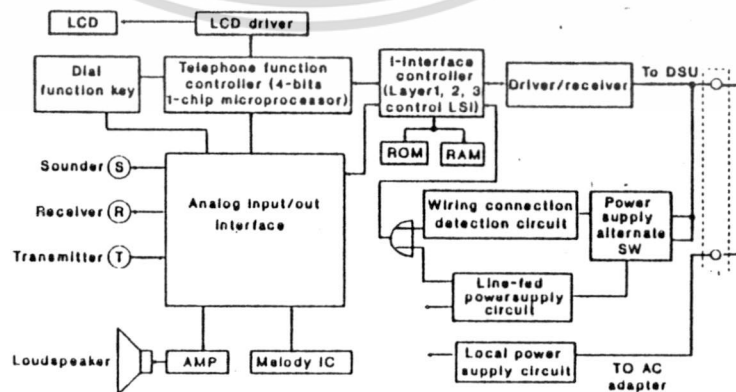 LCD
LCD driver
Dial
function key
Telephone function
controller (4-bits
1-chip microprocessor)
I-interface
controller
(Layer1, 2, 3
control LSI)
Driver/receiver
To DSU
ROM
RAM
Sounder
S
Receiver
R
Transmitter
T
Analog input/out
interface
Wiring connection
detection circuit
Power
supply
alternate
SW
Line-fed
powersupply
circuit
Loudspeaker
AMP
Melody IC
Local power
supply circuit
TO AC
adapter